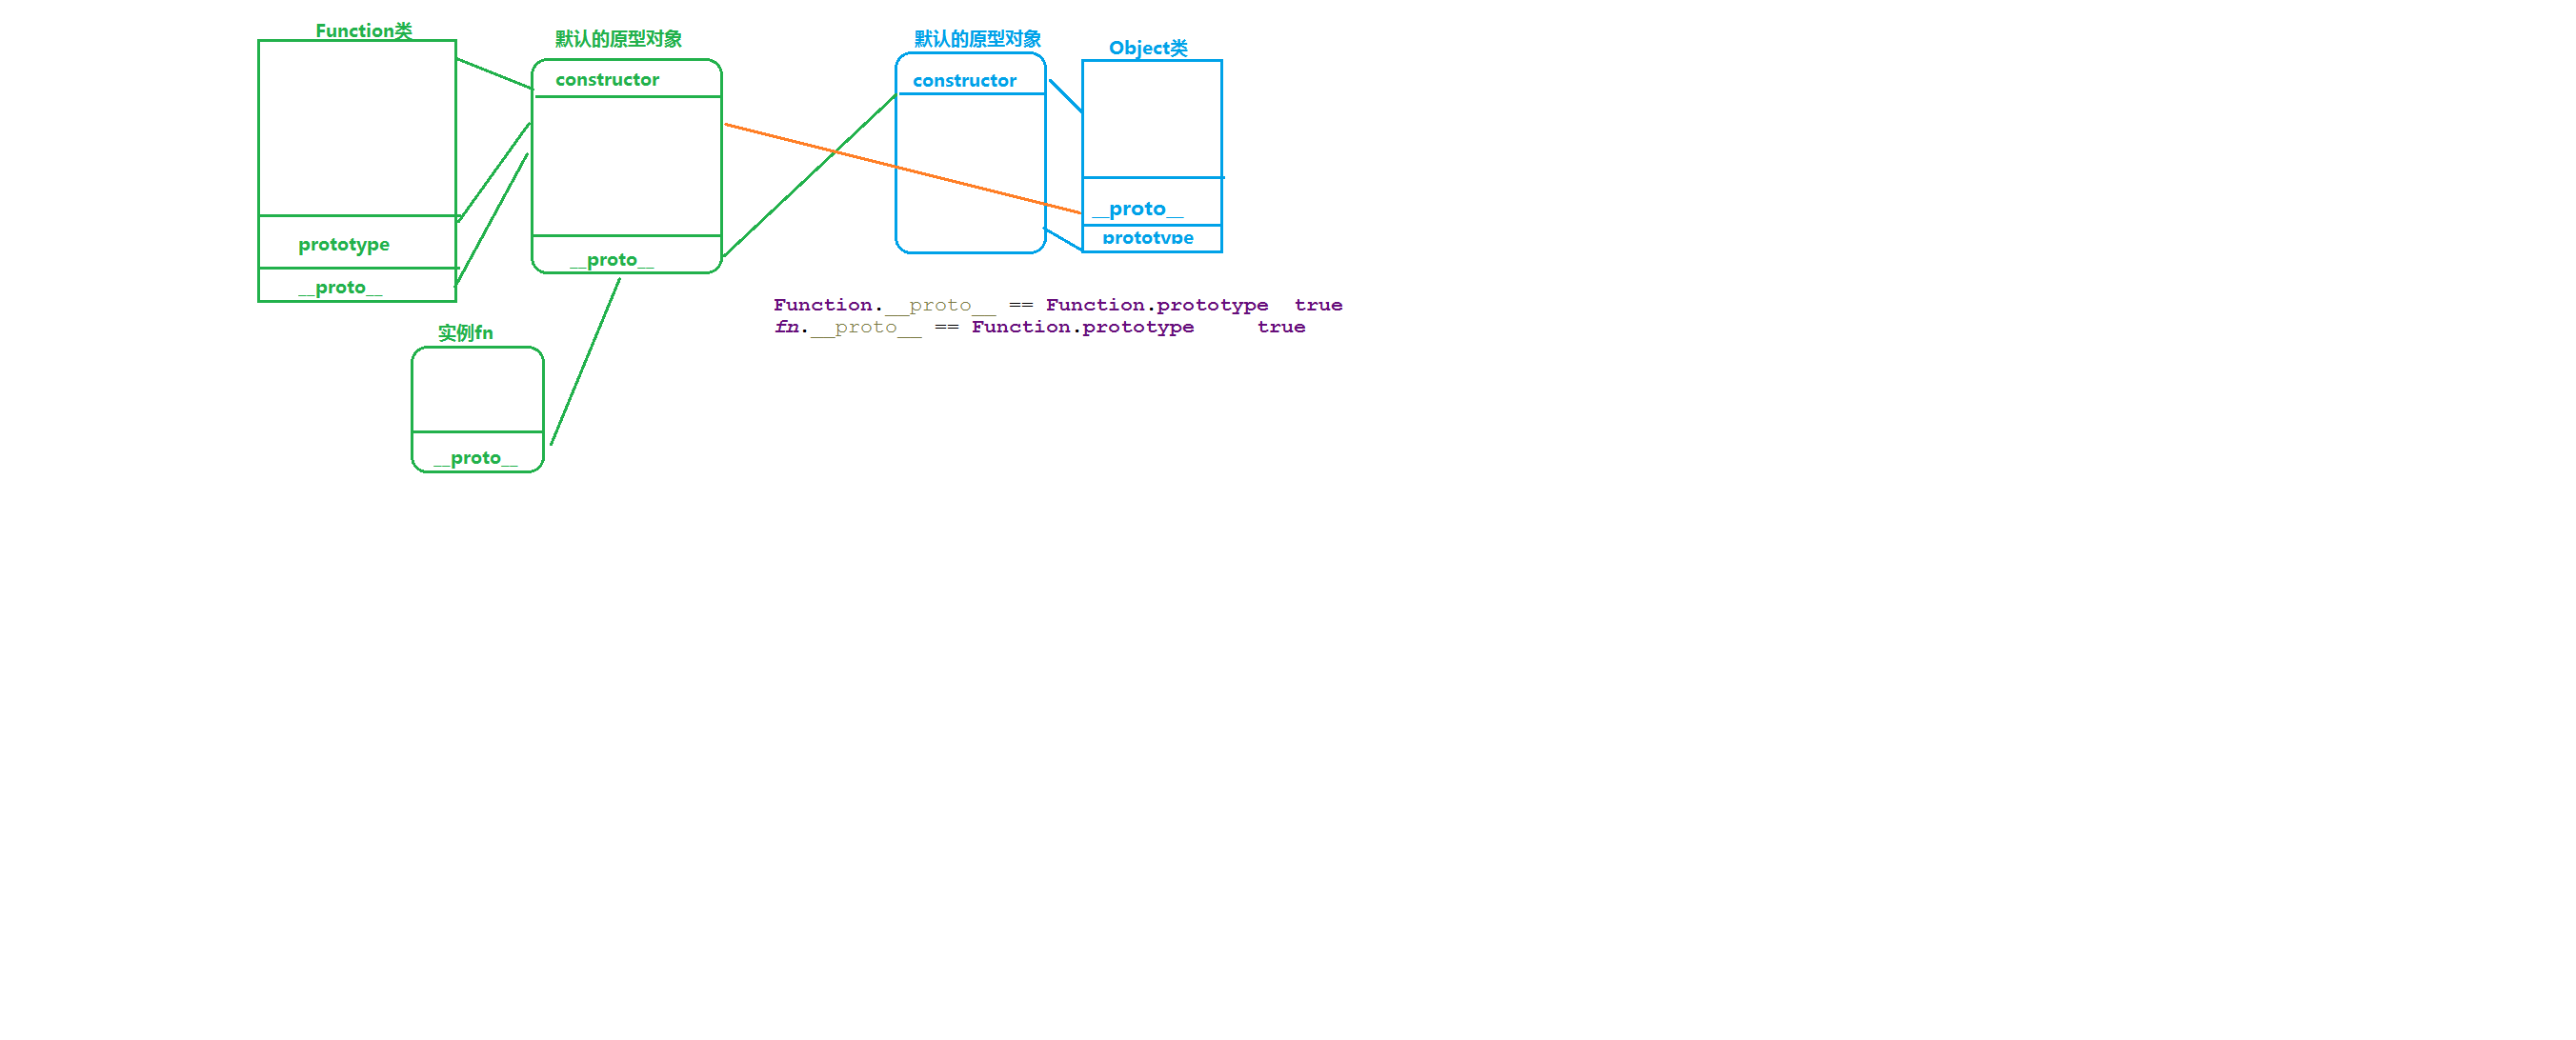 Function类
prototype
__proto__
默认的原型对象
constructor
__proto__
实例fn
__proto__
默认的原型对象
constructor
Object类
__proto__
prototype
Function.__proto__ == Function.prototype true
fn.__proto__ == Function.prototype true